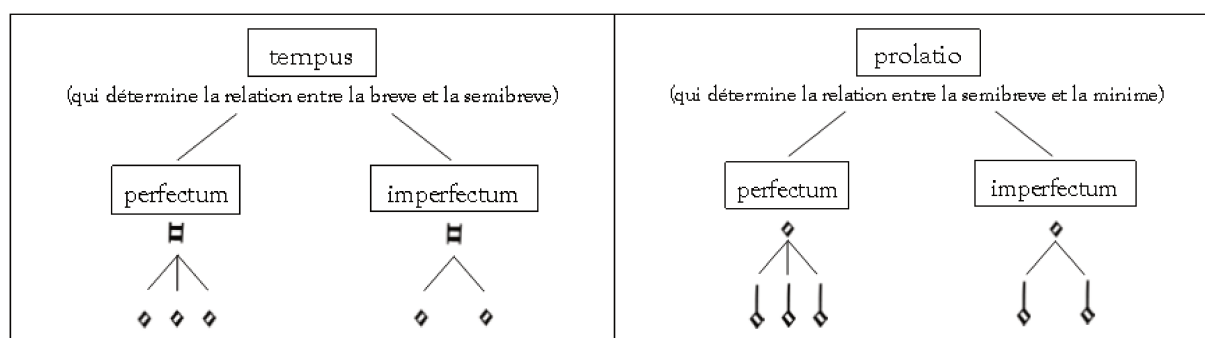 tempus
(qui détermine la relation entre la breve et la semibreve)
perfectum
imperfectum
prolatio
(qui détermine la relation entre la semibreve et la minime)
perfectum
imperfectum